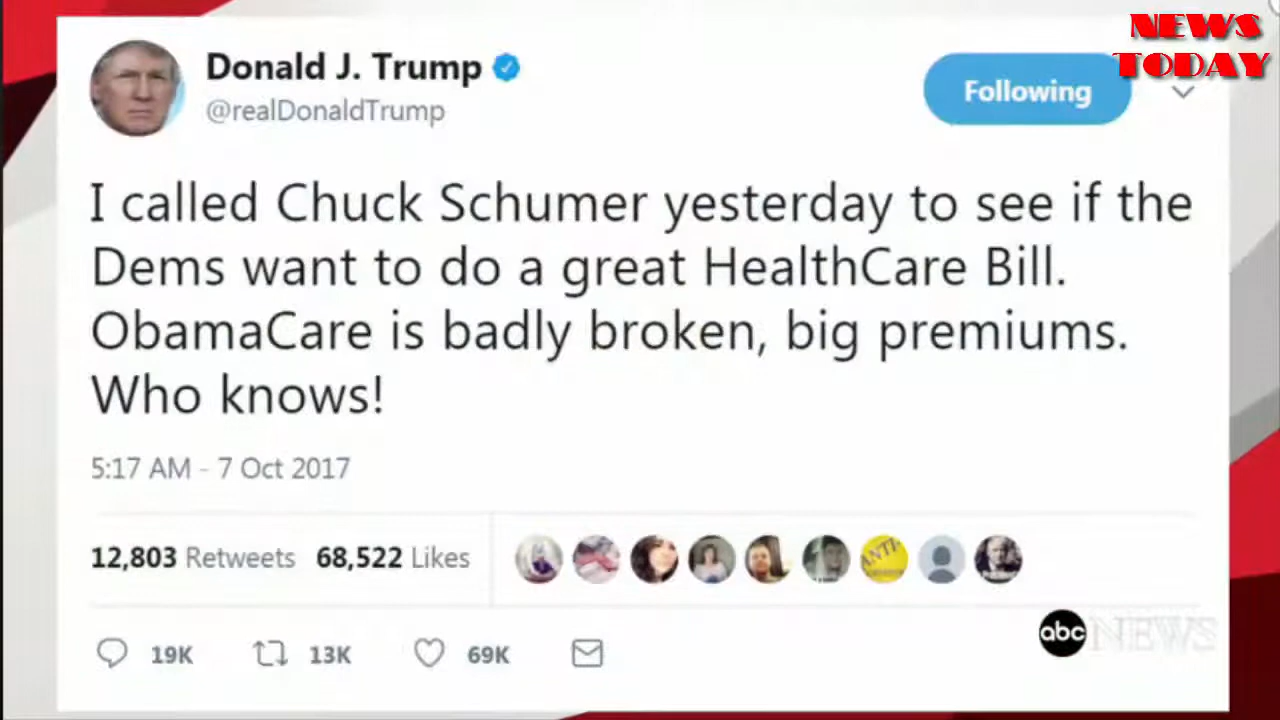 NEWS
TODAY
Donald J. Trump
@realDonaldTrump
Following
I called Chuck Schumer yesterday to see if the
Dems want to do a great HealthCare Bill.
ObamaCare is badly broken, big premiums.
Who knows!
5:17 AM - 7 Oct 2017
12,803 Retweets 68,522 Likes
ANTI-
19K 13K 69K
abc NEWS